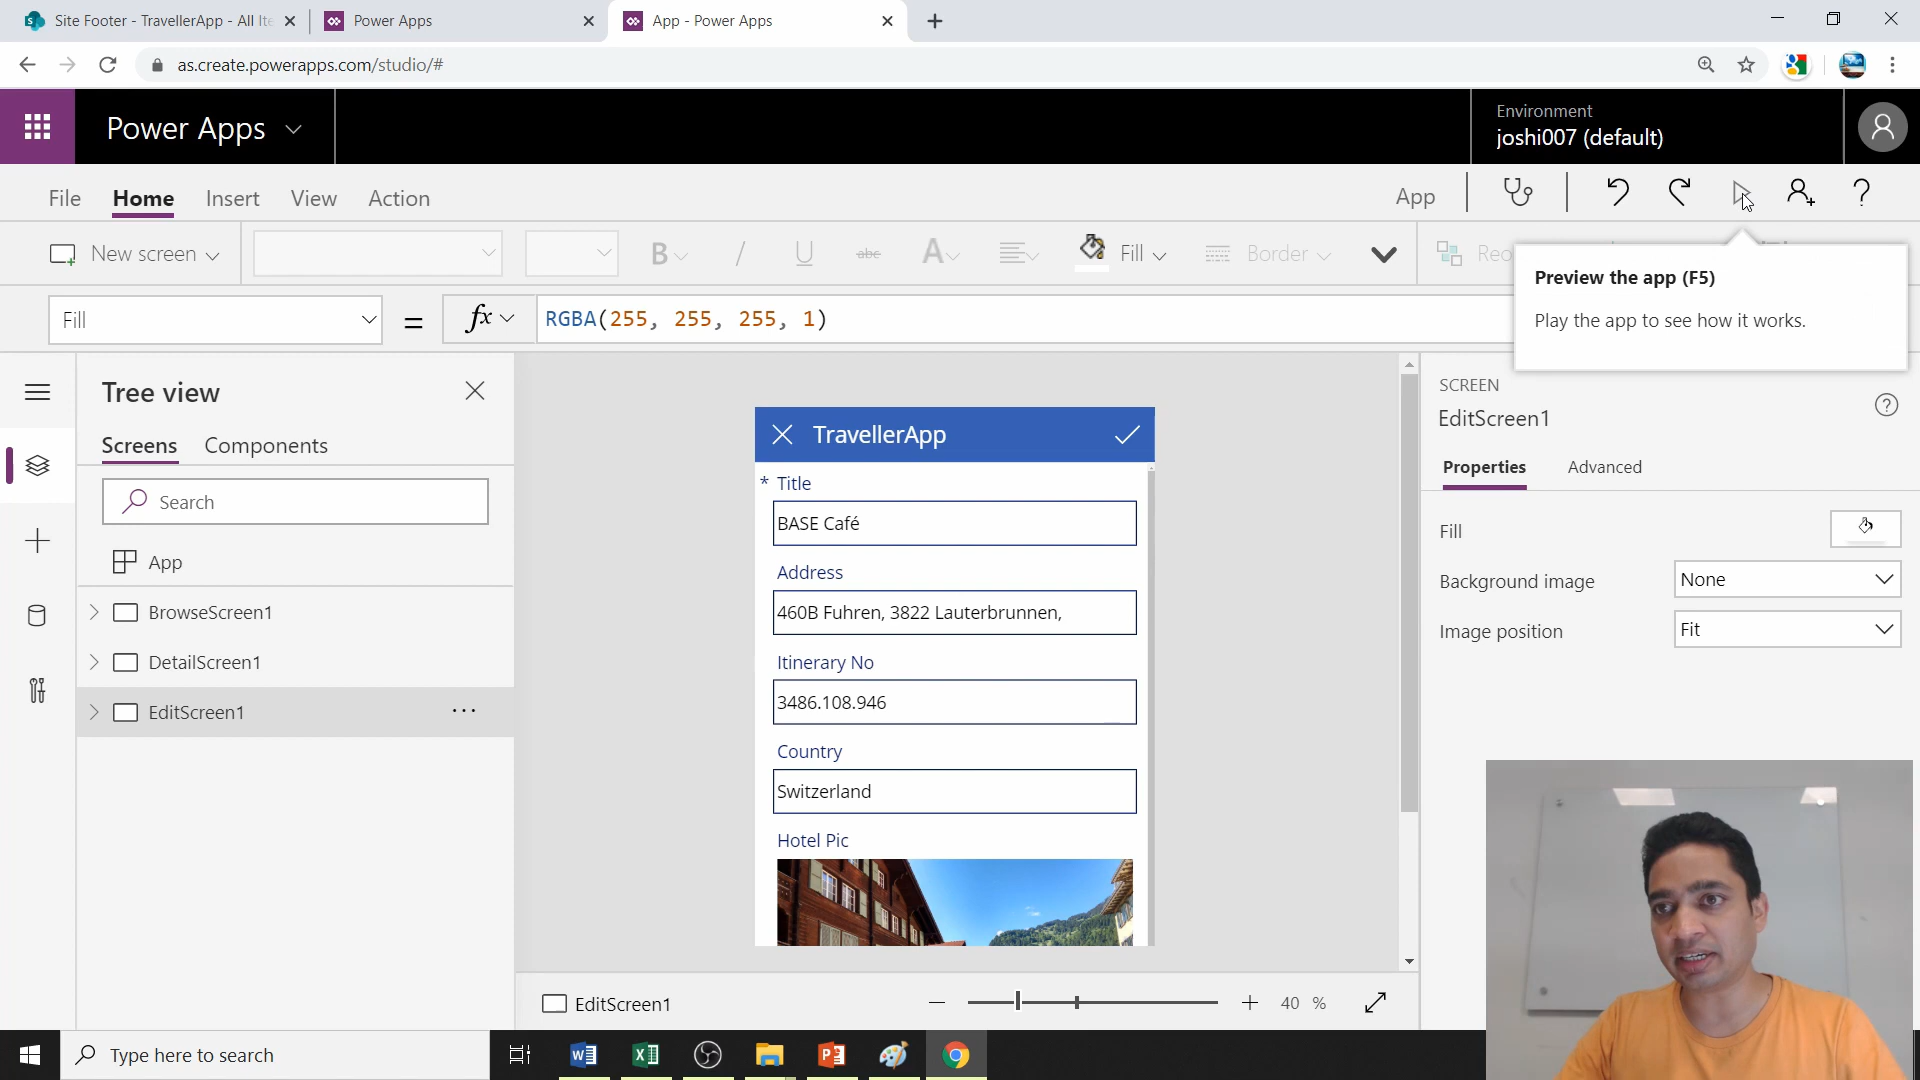 Site Footer - TravellerApp - All Ite
Power Apps
App - Power Apps
as.create.powerapps.com/studio/#
Power Apps
Environment
joshi007 (default)
File
Home
Insert
View
Action
App
New screen
B
I
U
abc
A
Fill
Border
Reo
Fill
=
fx
RGBA(255, 255, 255, 1)
Preview the app (F5)
Play the app to see how it works.
Tree view
Screens
Components
Search
App
BrowseScreen1
DetailScreen1
EditScreen1
TravellerApp
* Title
BASE Café
Address
460B Fuhren, 3822 Lauterbrunnen,
Itinerary No
3486.108.946
Country
Switzerland
Hotel Pic
EditScreen1
40 %
SCREEN
EditScreen1
Properties
Advanced
Fill
Background image
None
Image position
Fit
Type here to search